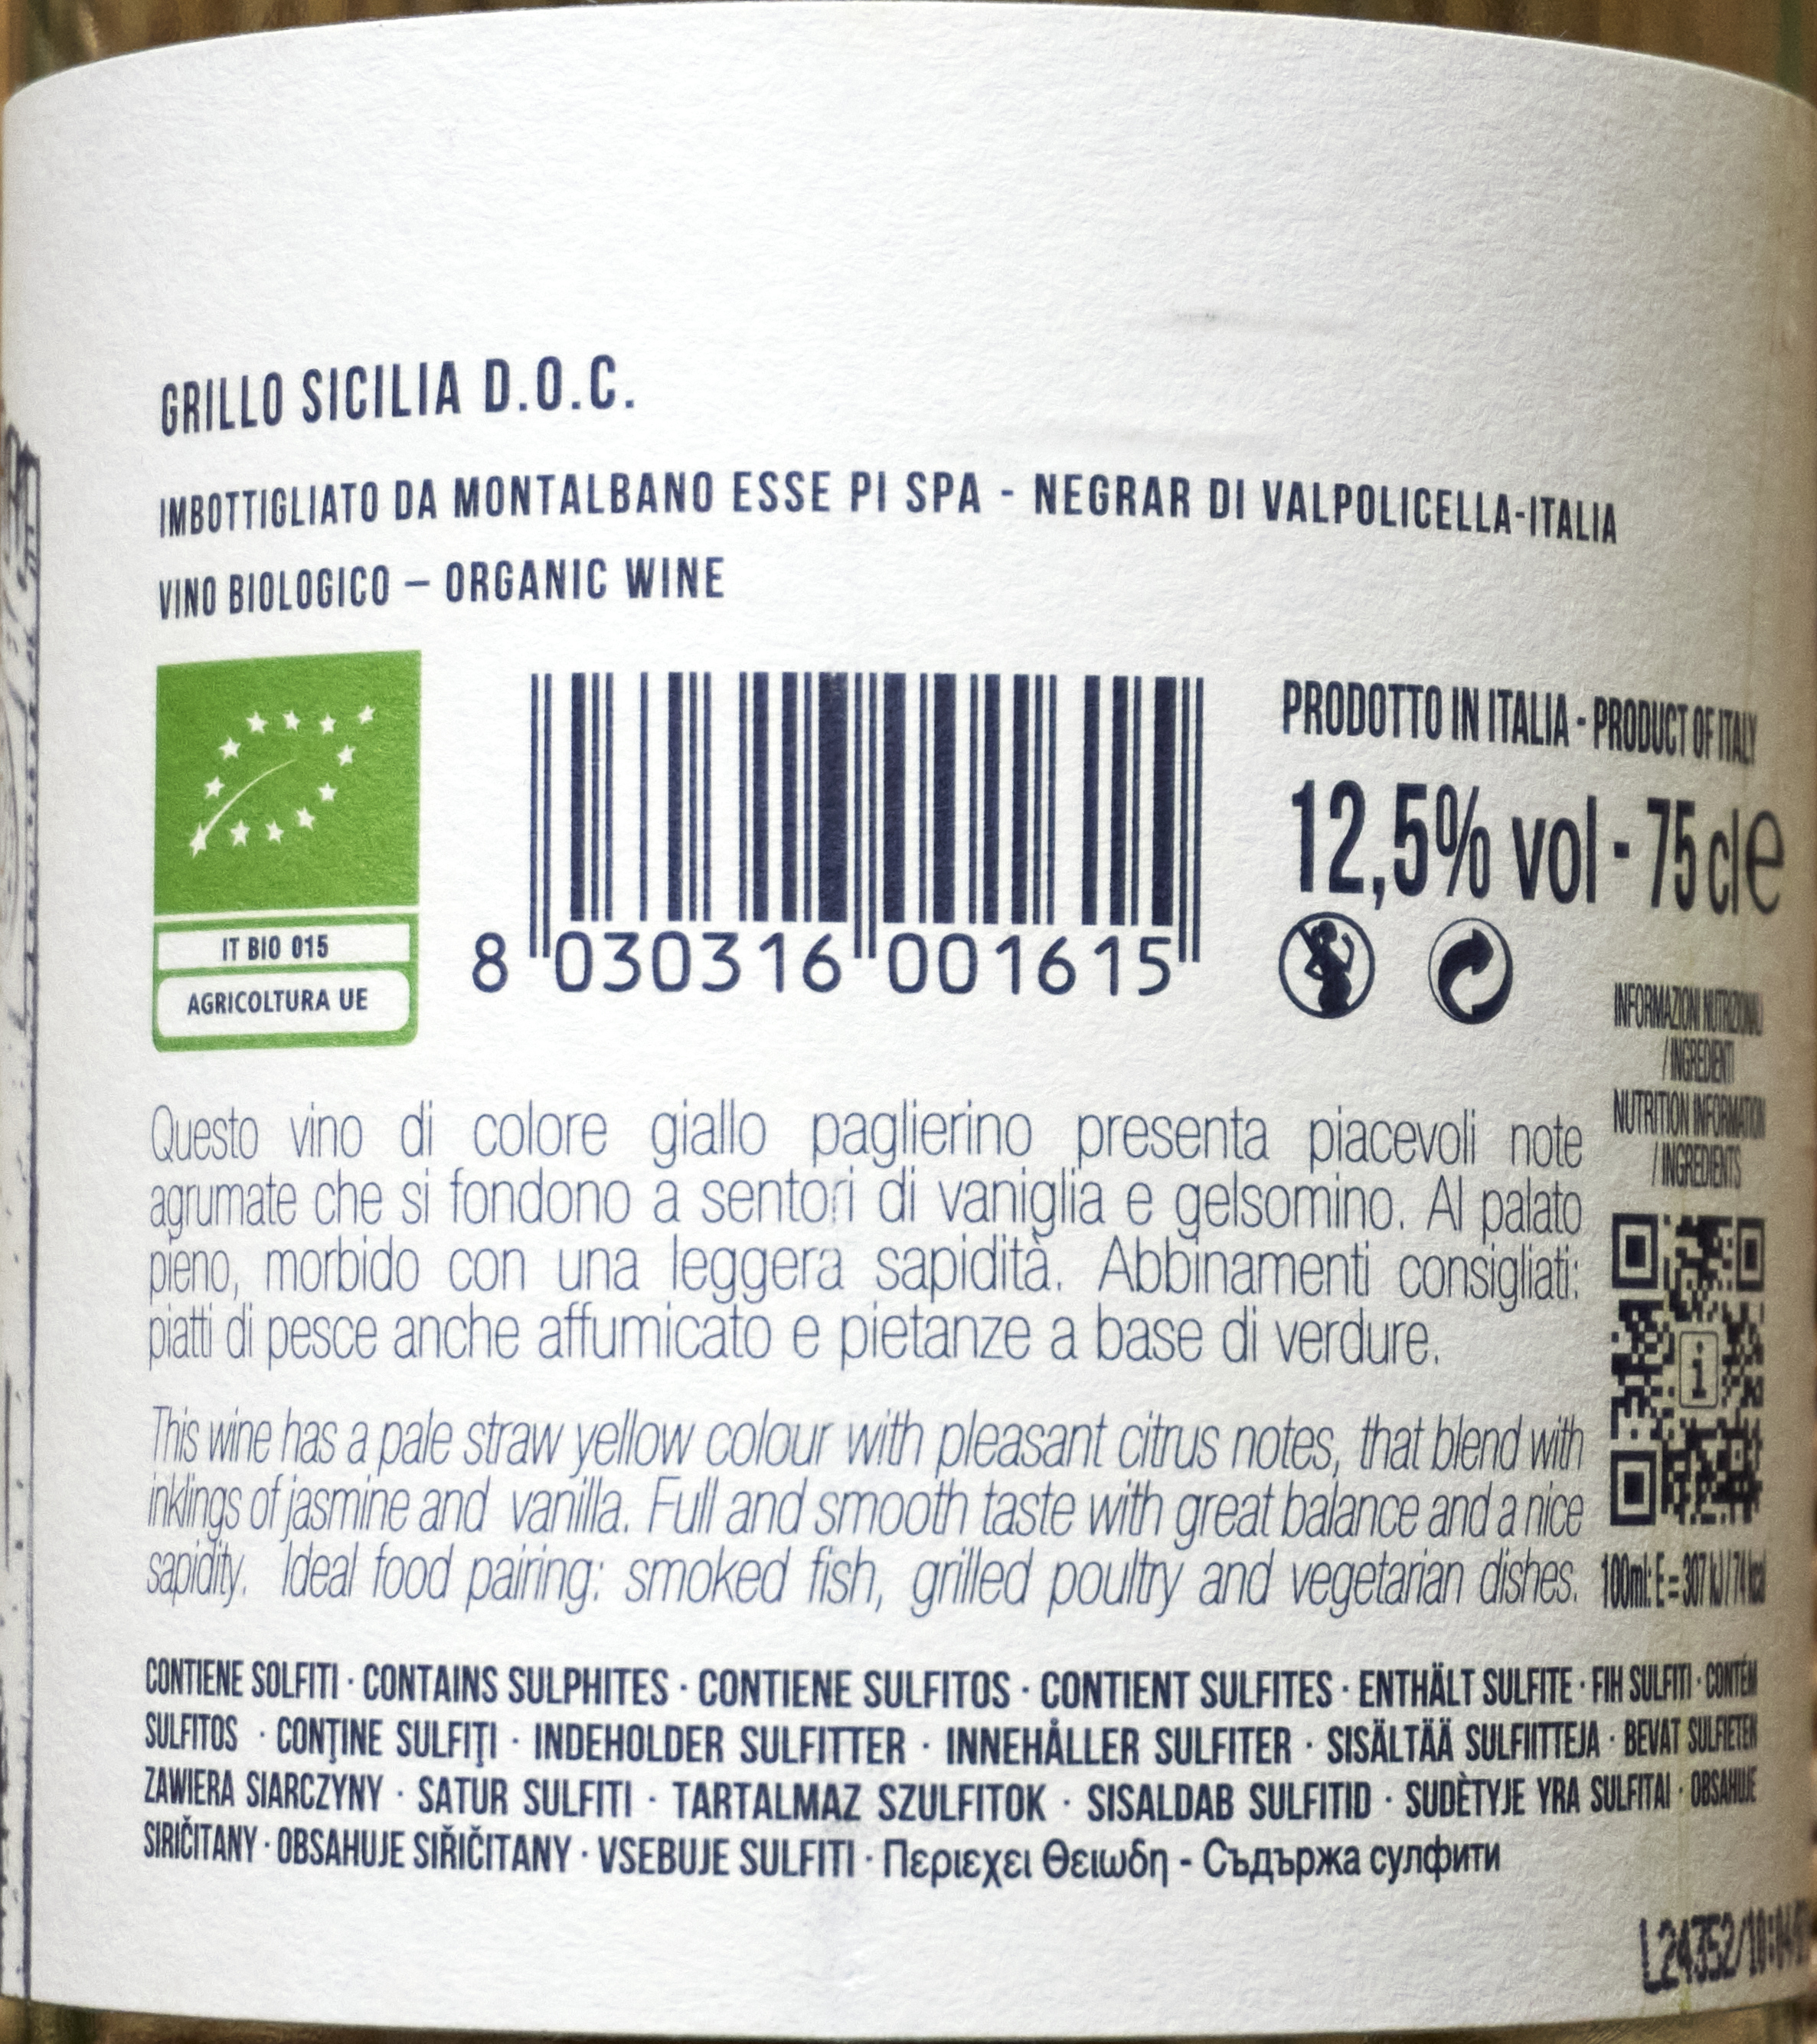 GRILLO SICILIA D.O.C.
IMBOTTIGLIATO DA MONTALBANO ESSE PI SPA - NEGRAR DI VALPOLICELLA-ITALIA
VINO BIOLOGICO – ORGANIC WINE
IT BIO 015
AGRICOLTURA UE
8 030316 001615
PRODOTTO IN ITALIA - PRODUCT OF ITALY
12,5% vol - 75 cl e
INFORMAZIONI NUTRIZIONALI
/ INGREDIENTI
NUTRITION INFORMATION
/ INGREDIENTS
i
100ml: E = 307 kJ / 74 kcal
Questo vino di colore giallo paglierino presenta piacevoli note
agrumate che si fondono a sentori di vaniglia e gelsomino. Al palato
pieno, morbido con una leggera sapidità. Abbinamenti consigliati:
piatti di pesce anche affumicato e pietanze a base di verdure.
This wine has a pale straw yellow colour with pleasant citrus notes, that blend with
inklings of jasmine and vanilla. Full and smooth taste with great balance and a nice
sapidity. Ideal food pairing: smoked fish, grilled poultry and vegetarian dishes.
CONTIENE SOLFITI · CONTAINS SULPHITES · CONTIENE SULFITOS · CONTIENT SULFITES · ENTHÄLT SULFITE · FIH SULFITI · CONTÉM
SULFITOS · CONŢINE SULFIŢI · INDEHOLDER SULFITTER · INNEHÅLLER SULFITER · SISÄLTÄÄ SULFIITTEJA · BEVAT SULFIETEN
ZAWIERA SIARCZYNY · SATUR SULFITI · TARTALMAZ SZULFITOK · SISALDAB SULFITID · SUDĖTYJE YRA SULFITAI · OBSAHUJE
SIRIČITANY · OBSAHUJE SIŘIČITANY · VSEBUJE SULFITI · Περιεχει Θειωδη - Съдържа сулфити